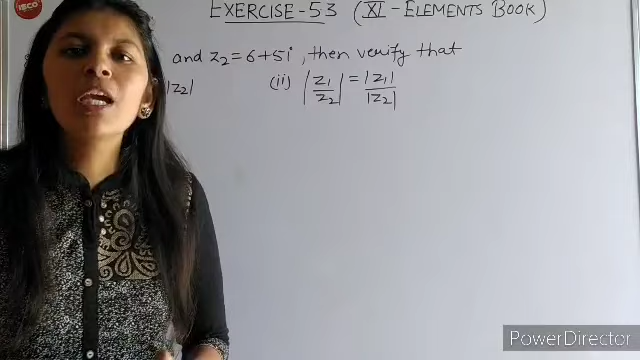 ISCO
EXERCISE-53 (XI-ELEMENTS BOOK)
and z₂=6+5i, then verify that
|z₂| (ii) |z₁/z₂| = |z₁|/|z₂|
PowerDirector